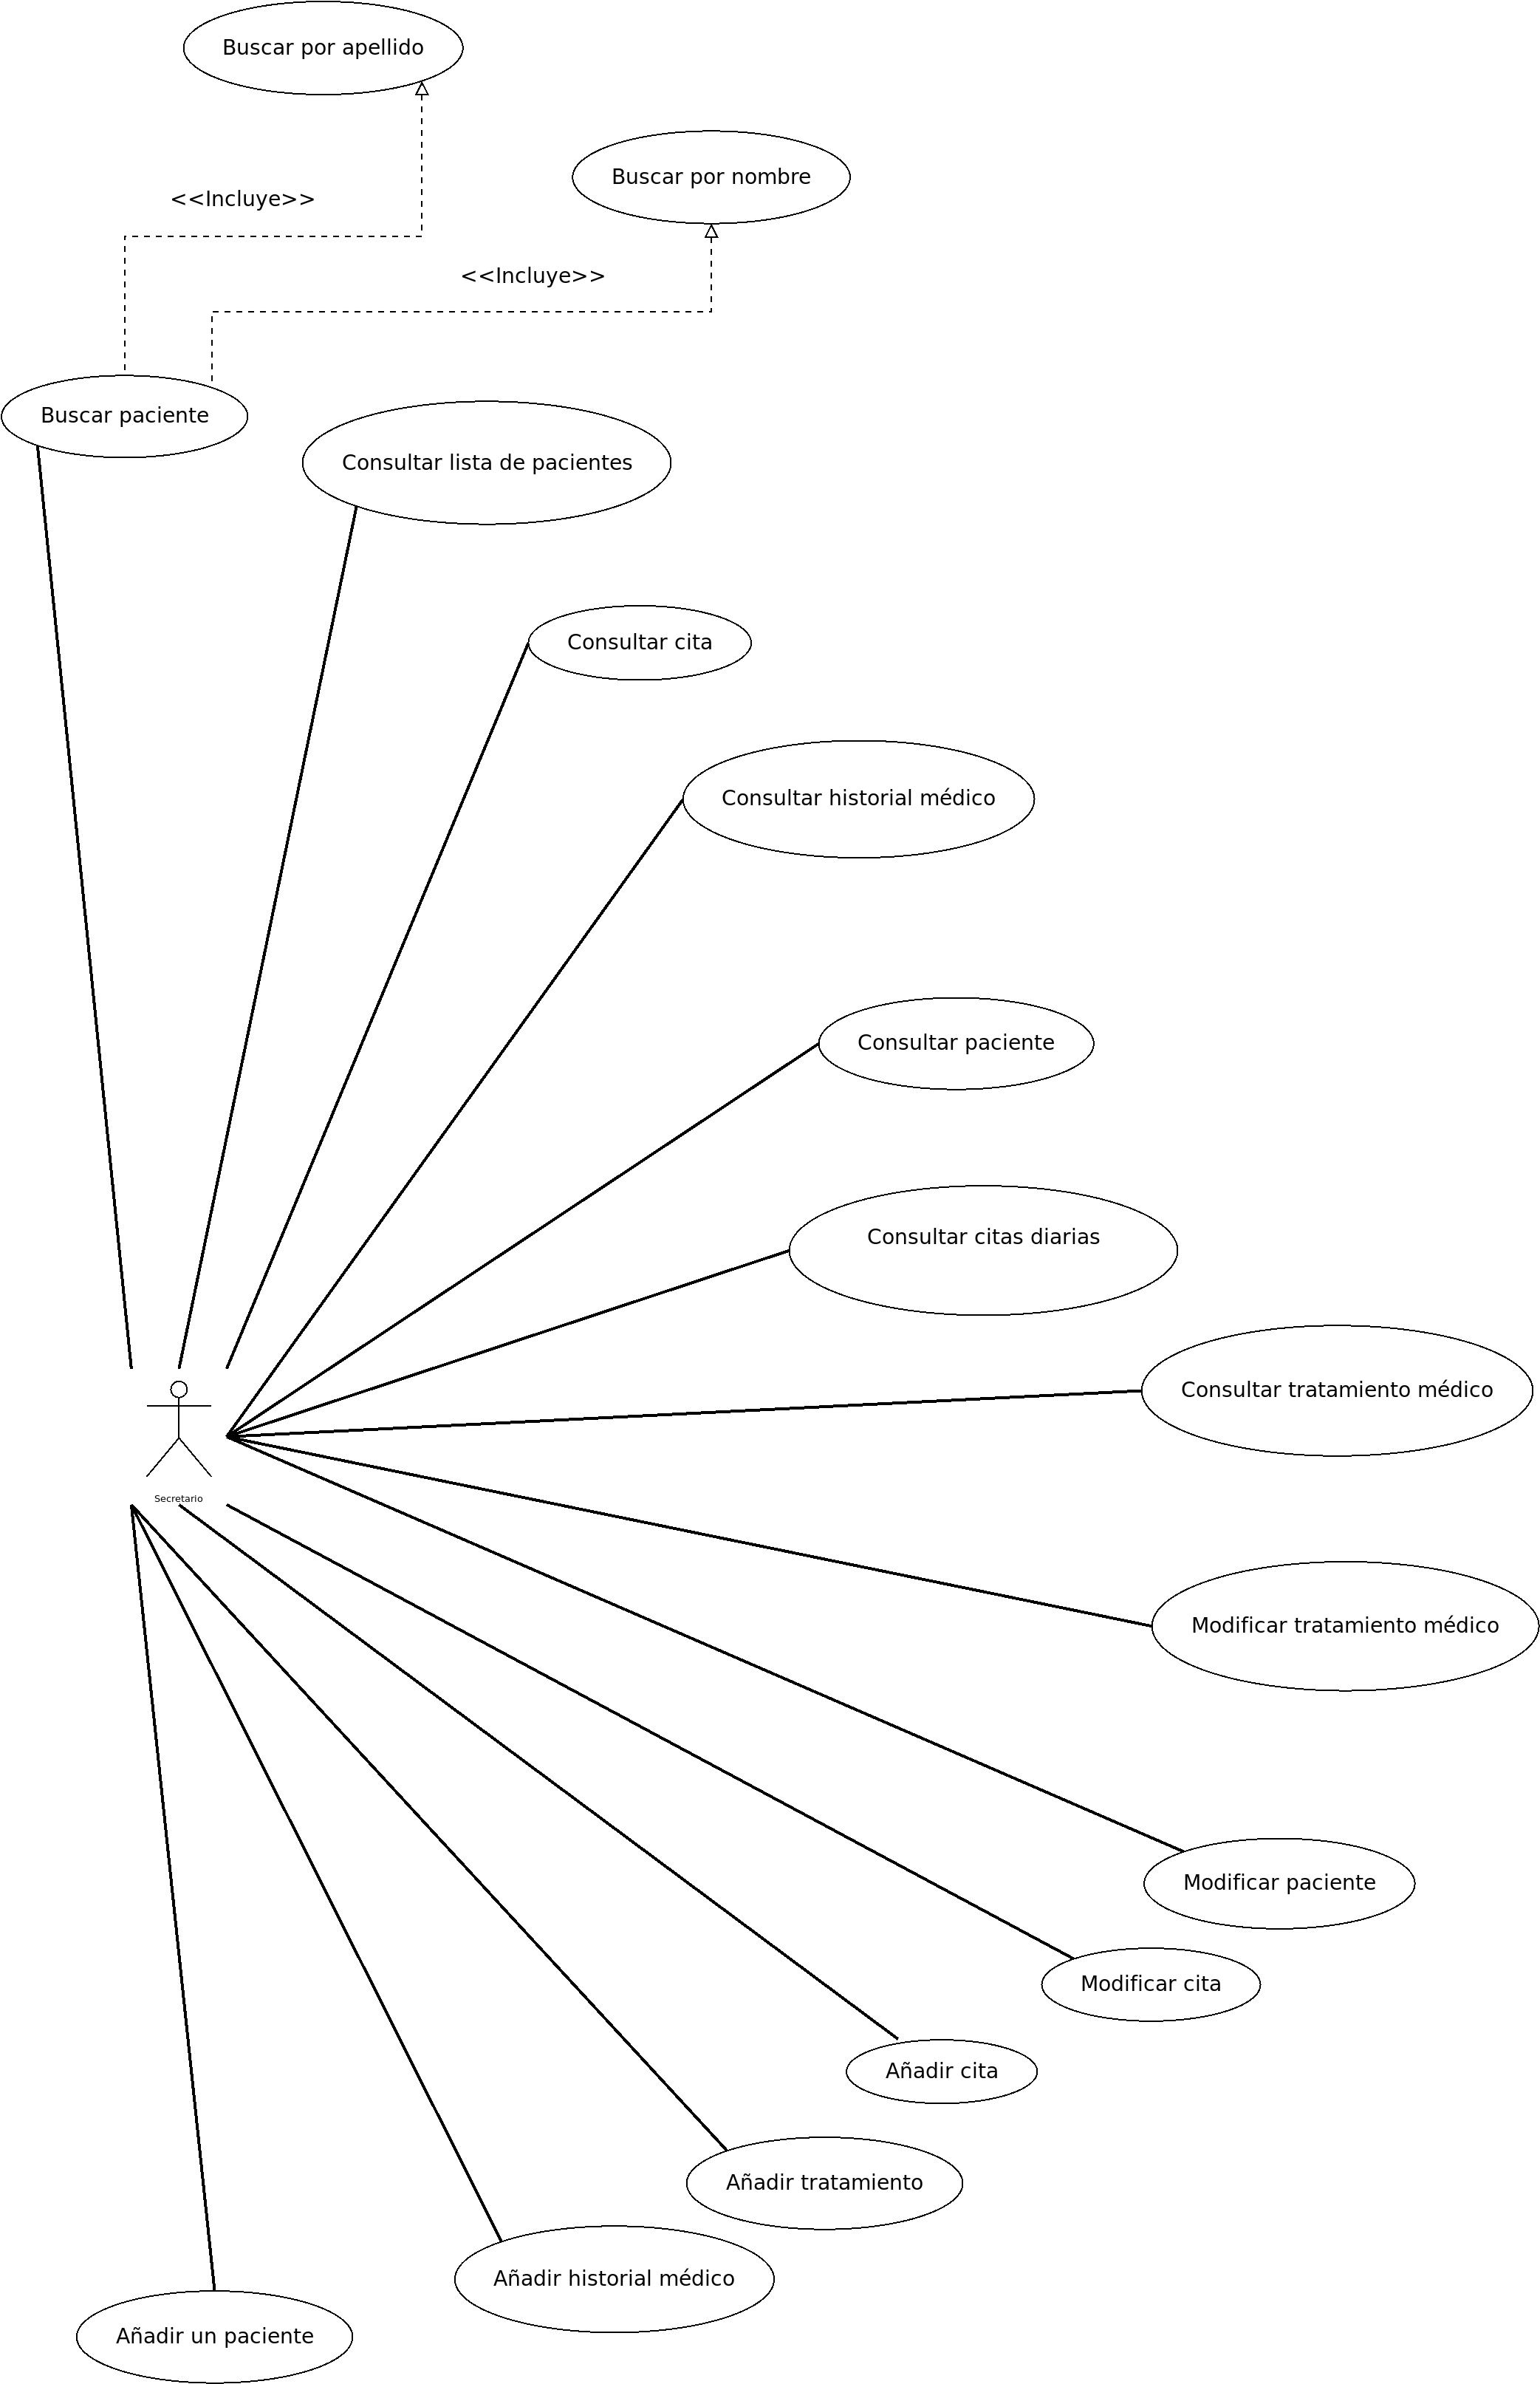 Buscar por apellido
Buscar por nombre
<<Incluye>>
<<Incluye>>
Buscar paciente
Consultar lista de pacientes
Consultar cita
Consultar historial médico
Consultar paciente
Consultar citas diarias
Consultar tratamiento médico
Secretario
Modificar tratamiento médico
Modificar paciente
Modificar cita
Añadir cita
Añadir tratamiento
Añadir historial médico
Añadir un paciente